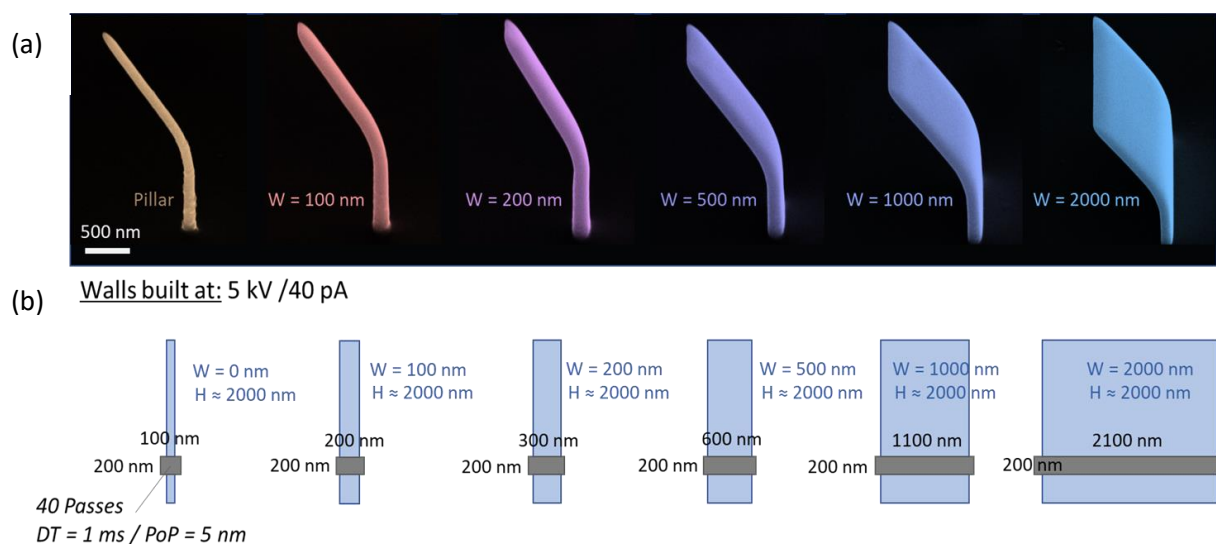 (a)
Pillar
W = 100 nm
W = 200 nm
W = 500 nm
W = 1000 nm
W = 2000 nm
500 nm
(b)
Walls built at: 5 kV /40 pA
W = 0 nm
H ≈ 2000 nm
W = 100 nm
H ≈ 2000 nm
W = 200 nm
H ≈ 2000 nm
W = 500 nm
H ≈ 2000 nm
W = 1000 nm
H ≈ 2000 nm
W = 2000 nm
H ≈ 2000 nm
100 nm
200 nm
300 nm
600 nm
1100 nm
2100 nm
200 nm
200 nm
200 nm
200 nm
200 nm
200 nm
40 Passes
DT = 1 ms / PoP = 5 nm